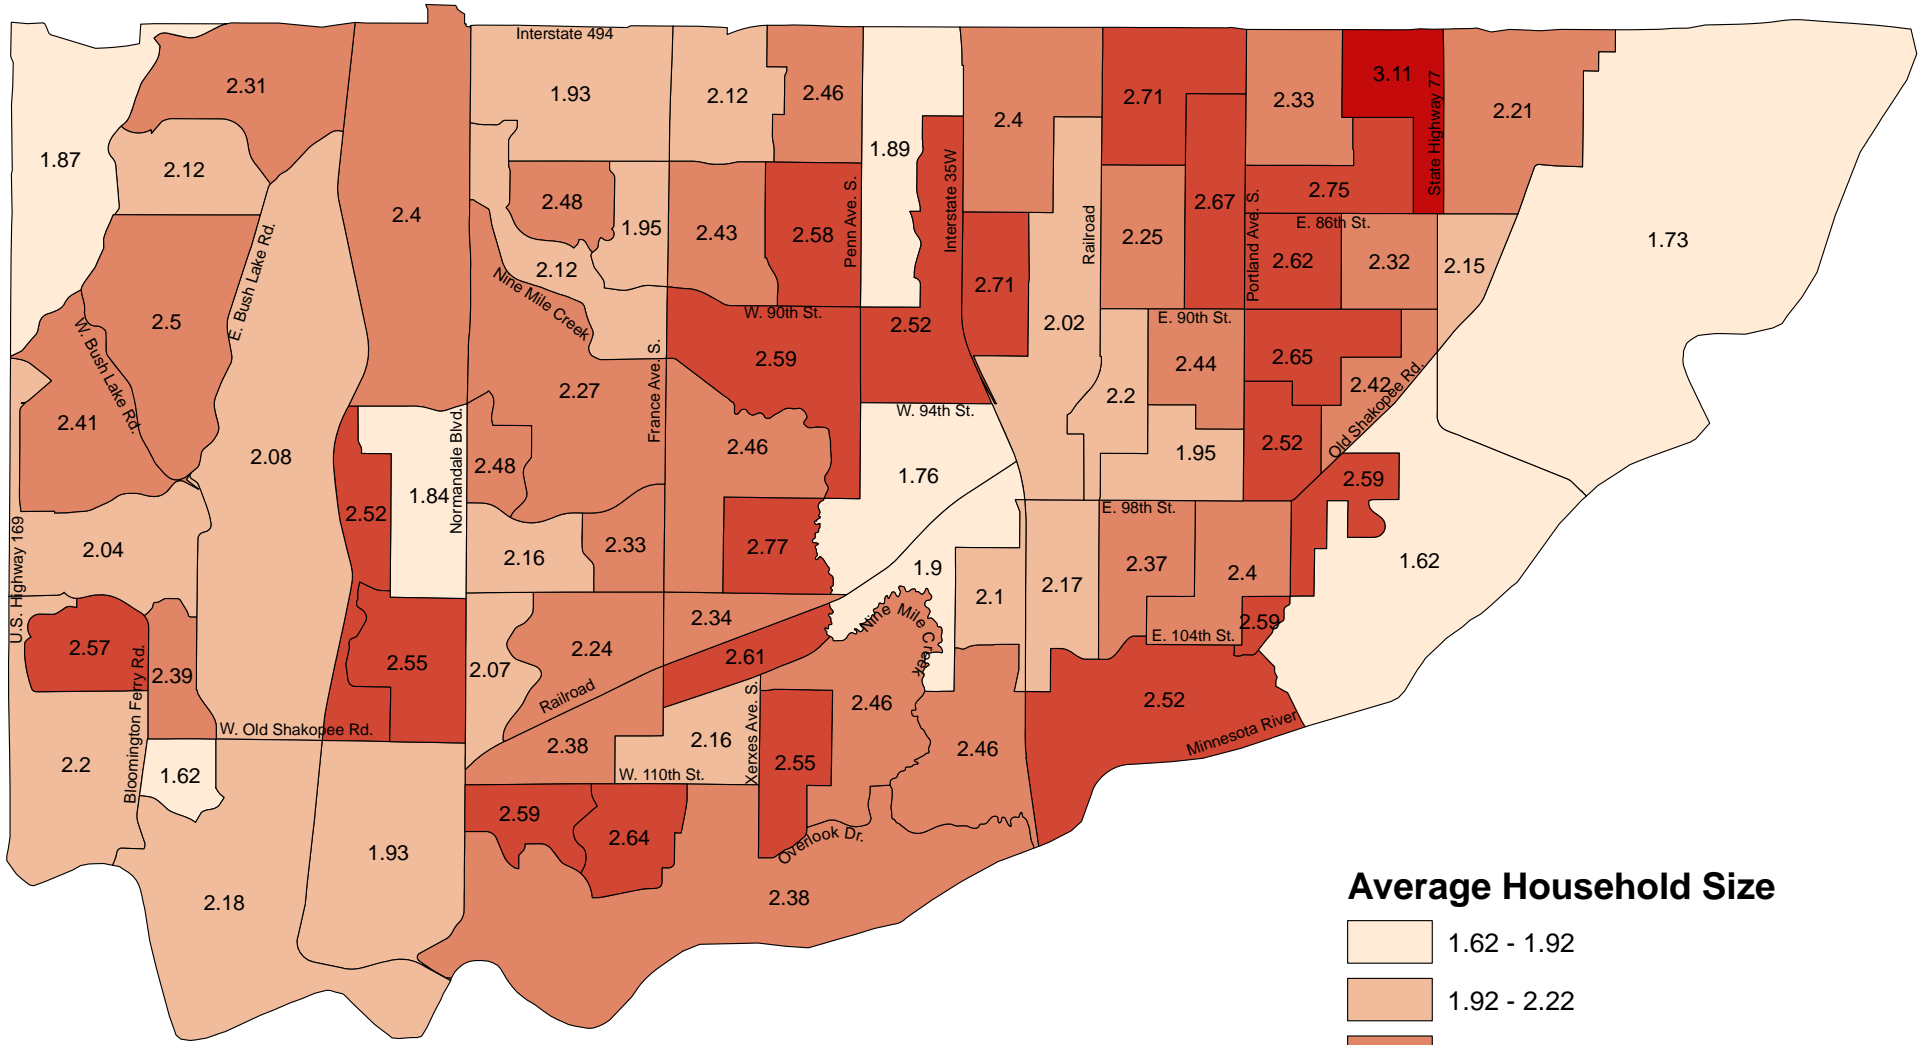 Interstate 494
2.31
1.93
2.12
2.46
2.4
2.71
2.33
3.11
State Highway 77
2.21
1.87
2.12
1.89
Interstate 35W
2.4
2.48
1.95
2.43
2.58
Penn Ave. S.
2.67
2.75
Portland Ave. S.
E. 86th St.
1.73
E. Bush Lake Rd.
2.12
Nine Mile Creek
2.71
Railroad
2.25
2.62
2.32
2.15
2.5
W. Bush Lake Rd.
W. 90th St.
2.52
2.02
E. 90th St.
2.59
2.65
2.44
2.42
Old Shakopee Rd.
2.27
France Ave. S.
2.2
2.41
2.08
Normandale Blvd.
W. 94th St.
2.48
2.46
1.76
1.95
2.52
2.59
2.52
1.84
E. 98th St.
U.S. Highway 169
2.04
2.16
2.33
2.77
1.9
2.1
2.17
2.37
2.4
1.62
2.57
2.39
2.55
2.07
2.24
2.34
2.61
Nine Mile Creek
E. 104th St.
2.59
Bloomington Ferry Rd.
Railroad
Xerxes Ave. S.
2.46
2.52
Minnesota River
W. Old Shakopee Rd.
2.38
2.16
2.46
2.2
1.62
W. 110th St.
2.55
2.59
2.64
Overlook Dr.
1.93
2.18
2.38
Average Household Size
1.62 - 1.92
1.92 - 2.22